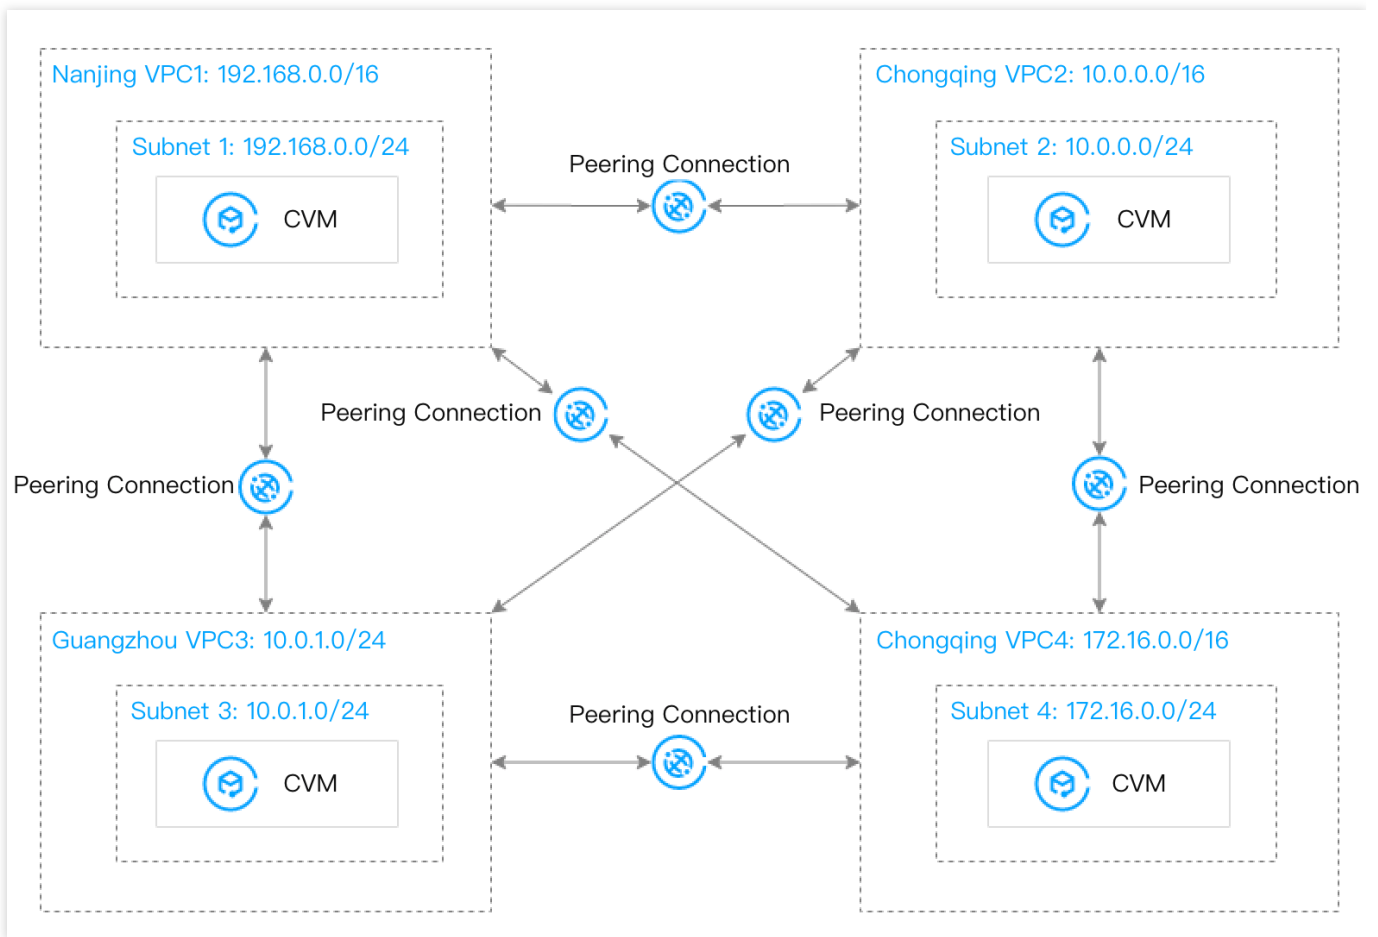 Nanjing VPC1: 192.168.0.0/16
Chongqing VPC2: 10.0.0.0/16
Subnet 1: 192.168.0.0/24
Subnet 2: 10.0.0.0/24
Peering Connection
CVM
CVM
Peering Connection
Peering Connection
Peering Connection
Peering Connection
Guangzhou VPC3: 10.0.1.0/24
Chongqing VPC4: 172.16.0.0/16
Subnet 3: 10.0.1.0/24
Subnet 4: 172.16.0.0/24
Peering Connection
CVM
CVM